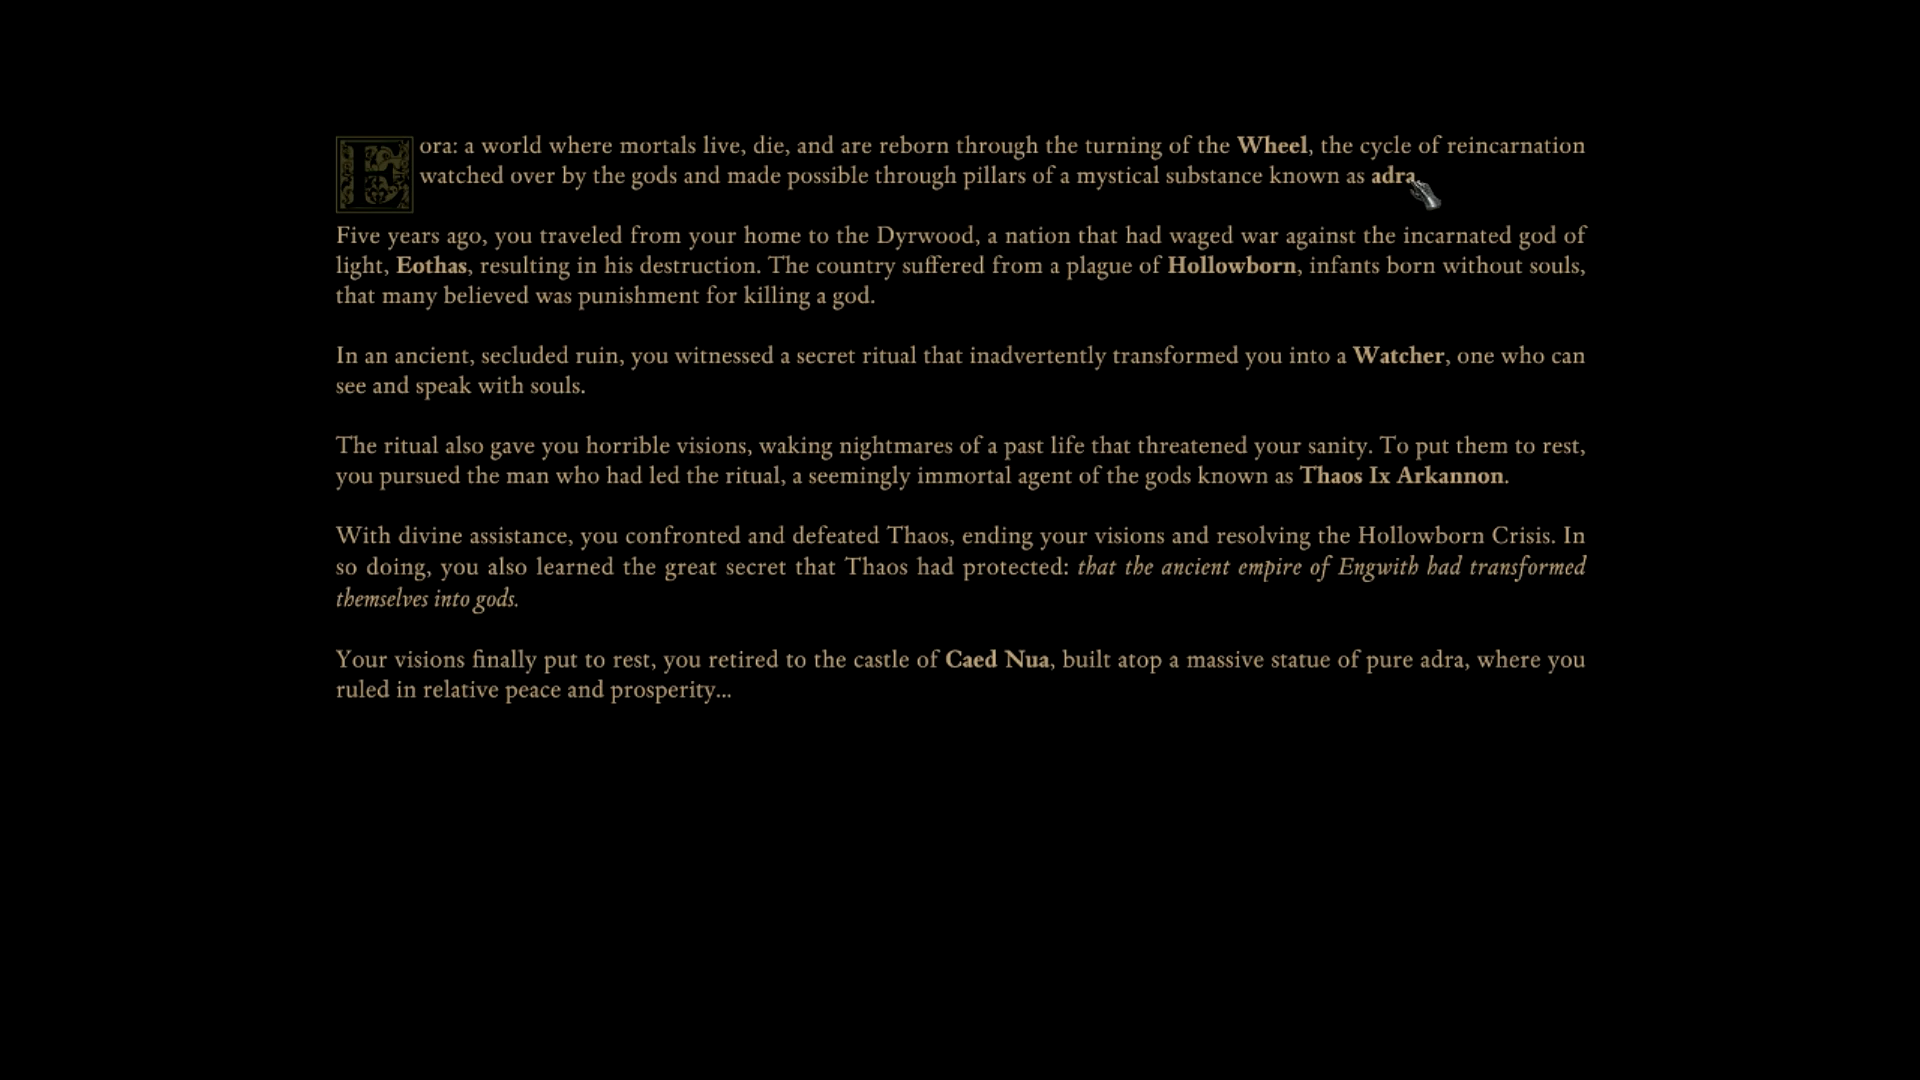 Eora: a world where mortals live, die, and are reborn through the turning of the Wheel, the cycle of reincarnation
watched over by the gods and made possible through pillars of a mystical substance known as adra.
Five years ago, you traveled from your home to the Dyrwood, a nation that had waged war against the incarnated god of
light, Eothas, resulting in his destruction. The country suffered from a plague of Hollowborn, infants born without souls,
that many believed was punishment for killing a god.
In an ancient, secluded ruin, you witnessed a secret ritual that inadvertently transformed you into a Watcher, one who can
see and speak with souls.
The ritual also gave you horrible visions, waking nightmares of a past life that threatened your sanity. To put them to rest,
you pursued the man who had led the ritual, a seemingly immortal agent of the gods known as Thaos Ix Arkannon.
With divine assistance, you confronted and defeated Thaos, ending your visions and resolving the Hollowborn Crisis. In
so doing, you also learned the great secret that Thaos had protected: that the ancient empire of Engwith had transformed
themselves into gods.
Your visions finally put to rest, you retired to the castle of Caed Nua, built atop a massive statue of pure adra, where you
ruled in relative peace and prosperity...